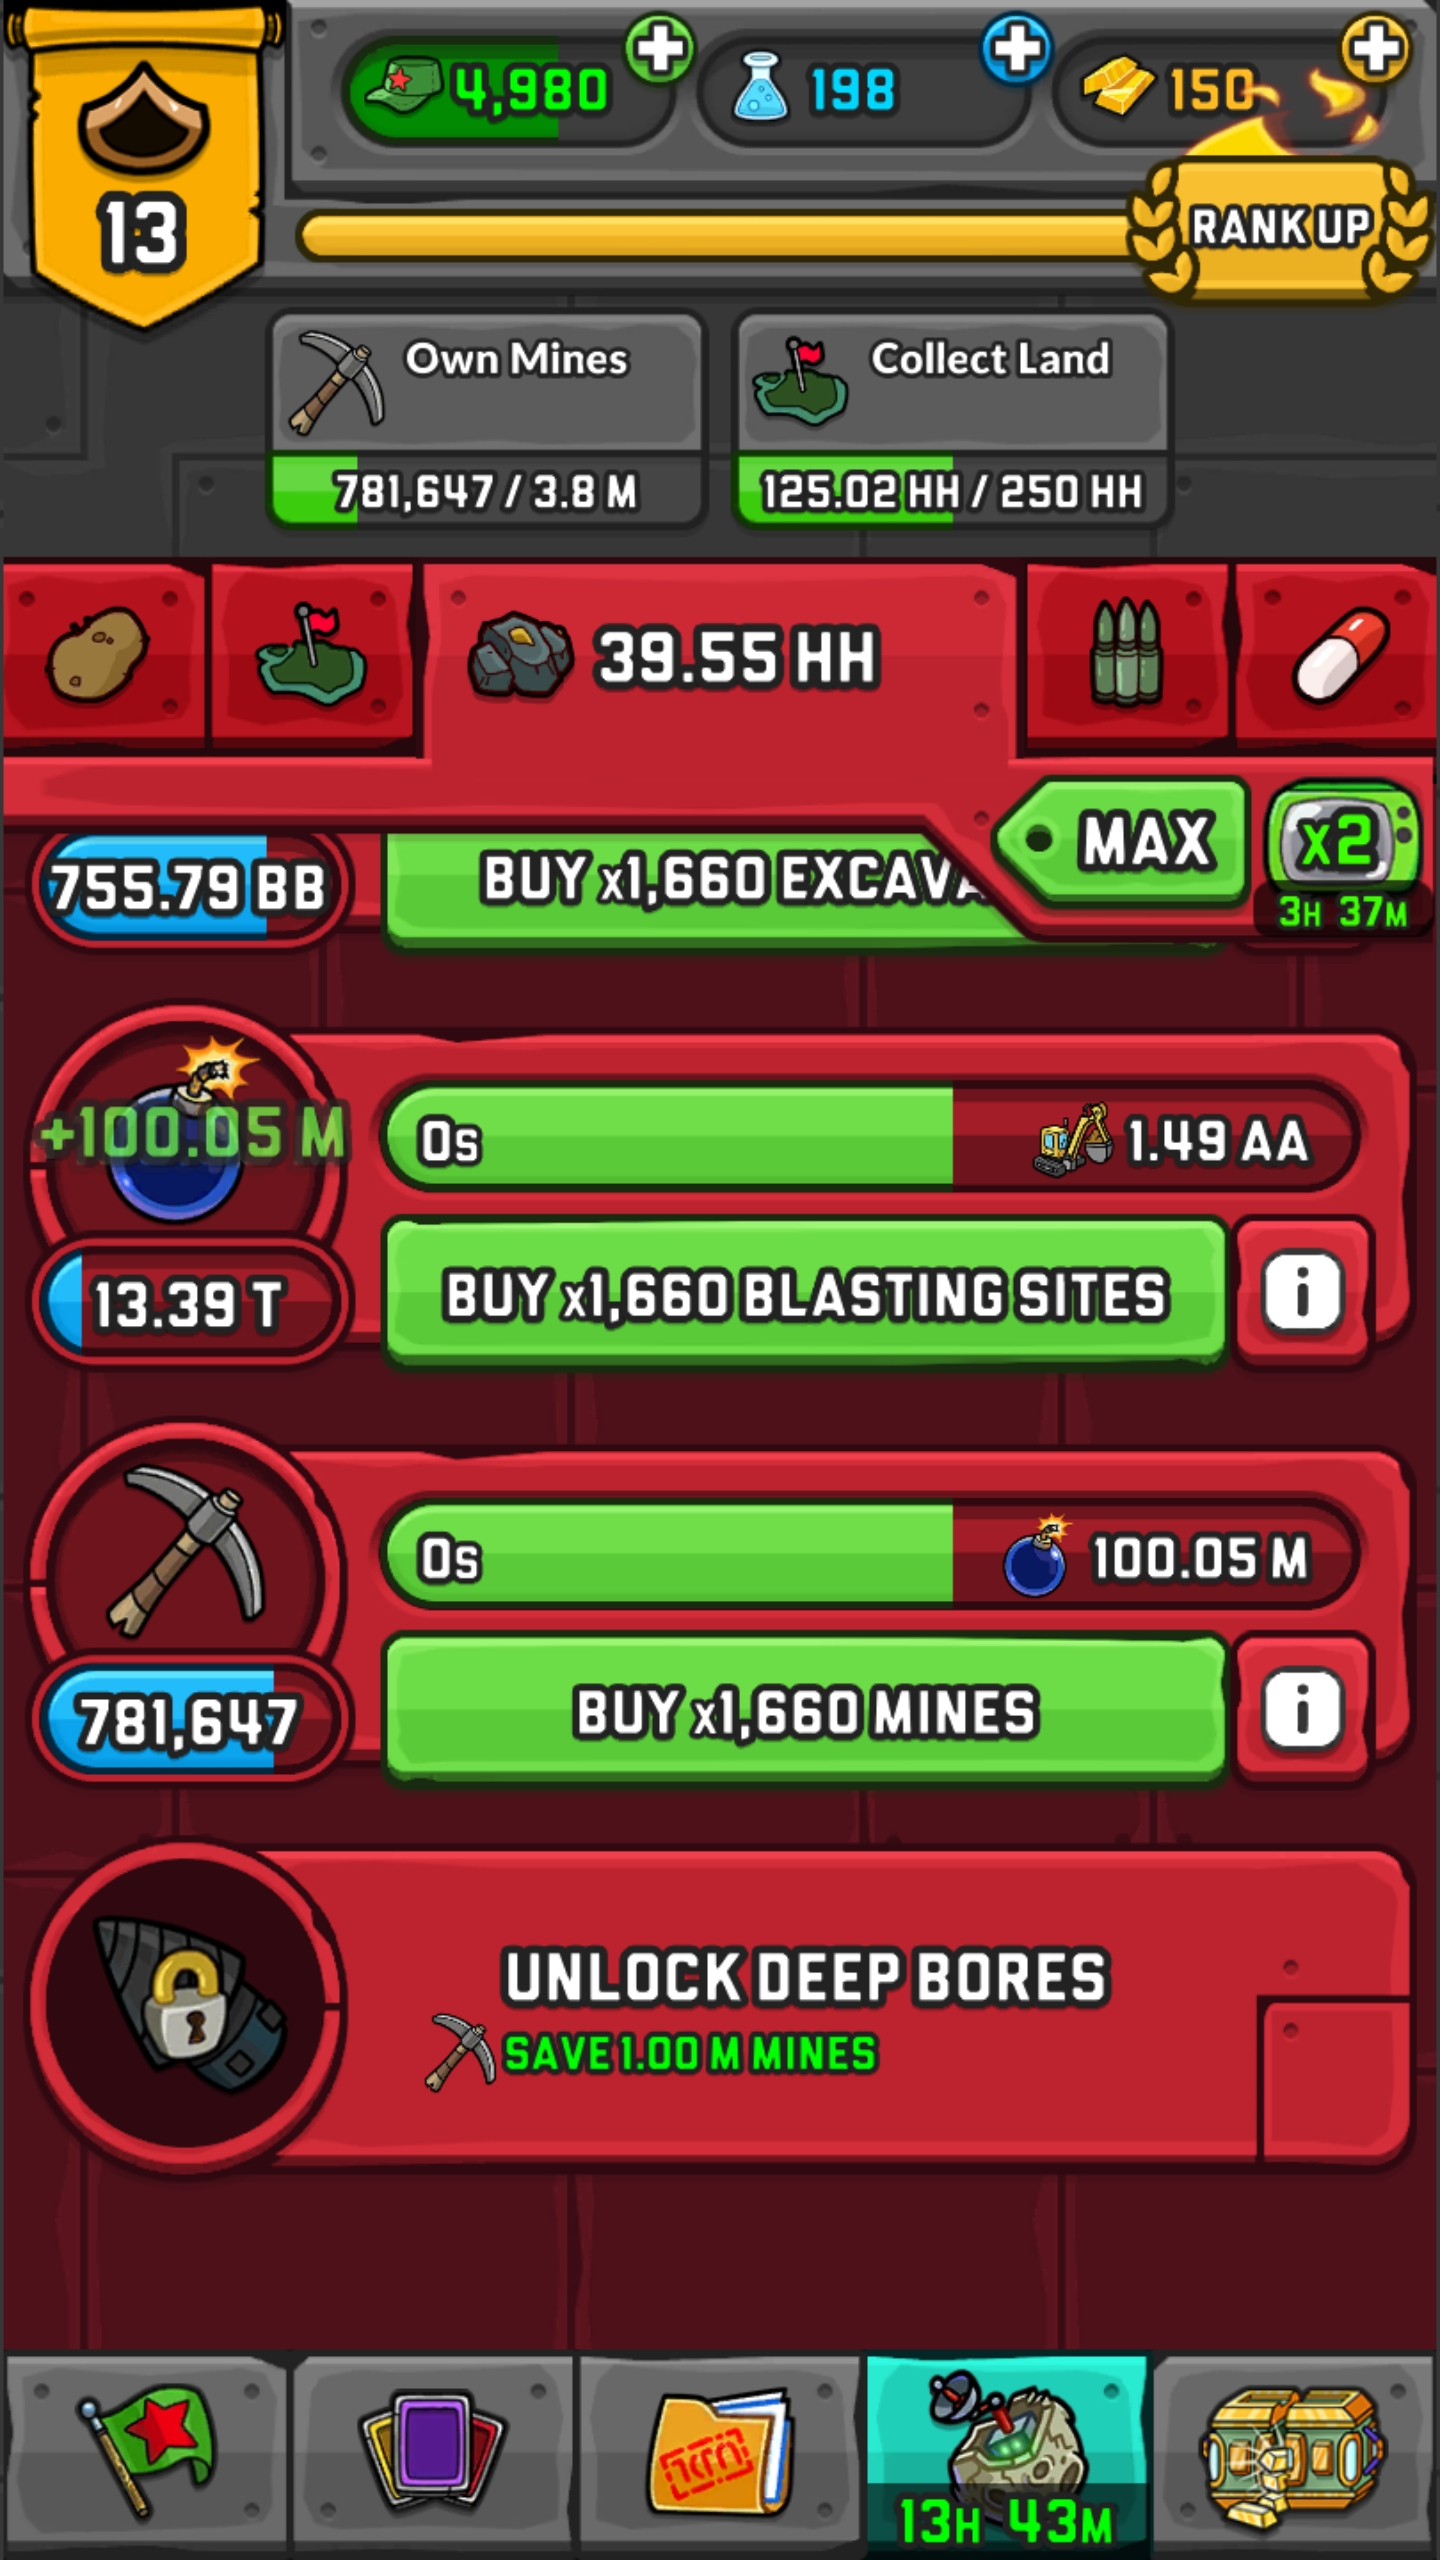 4,980
198
150
13
RANK UP
Own Mines
Collect Land
781,647 / 3.8 M
125.02 HH / 250 HH
39.55 HH
MAX
x2
3H 37M
755.79 BB
BUY x1,660
+100.05 M
0s
1.49 AA
13.39 T
BUY x1,660 BLASTING SITES
i
0s
100.05 M
781,647
BUY x1,660 MINES
i
UNLOCK DEEP BORES
SAVE 1.00 M MINES
13H 43M